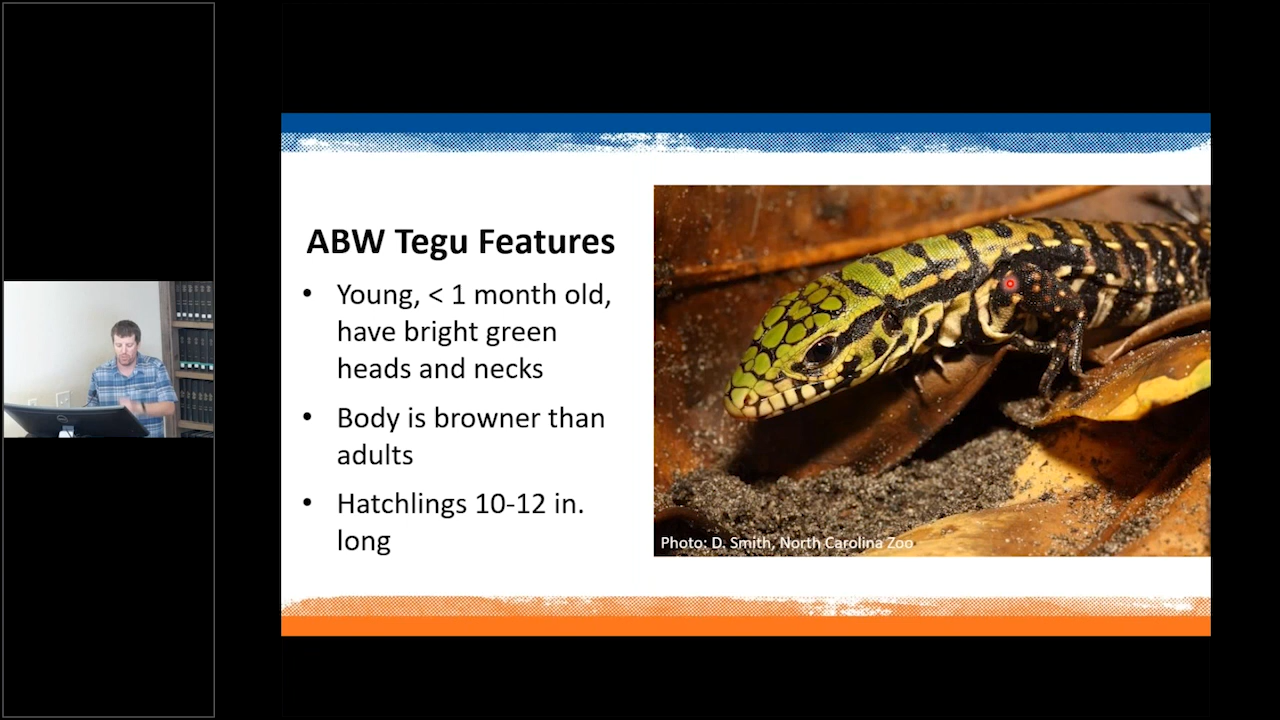 ABW Tegu Features
• Young, < 1 month old,
have bright green
heads and necks
• Body is browner than
adults
• Hatchlings 10-12 in.
long
Photo: D. Smith, North Carolina Zoo